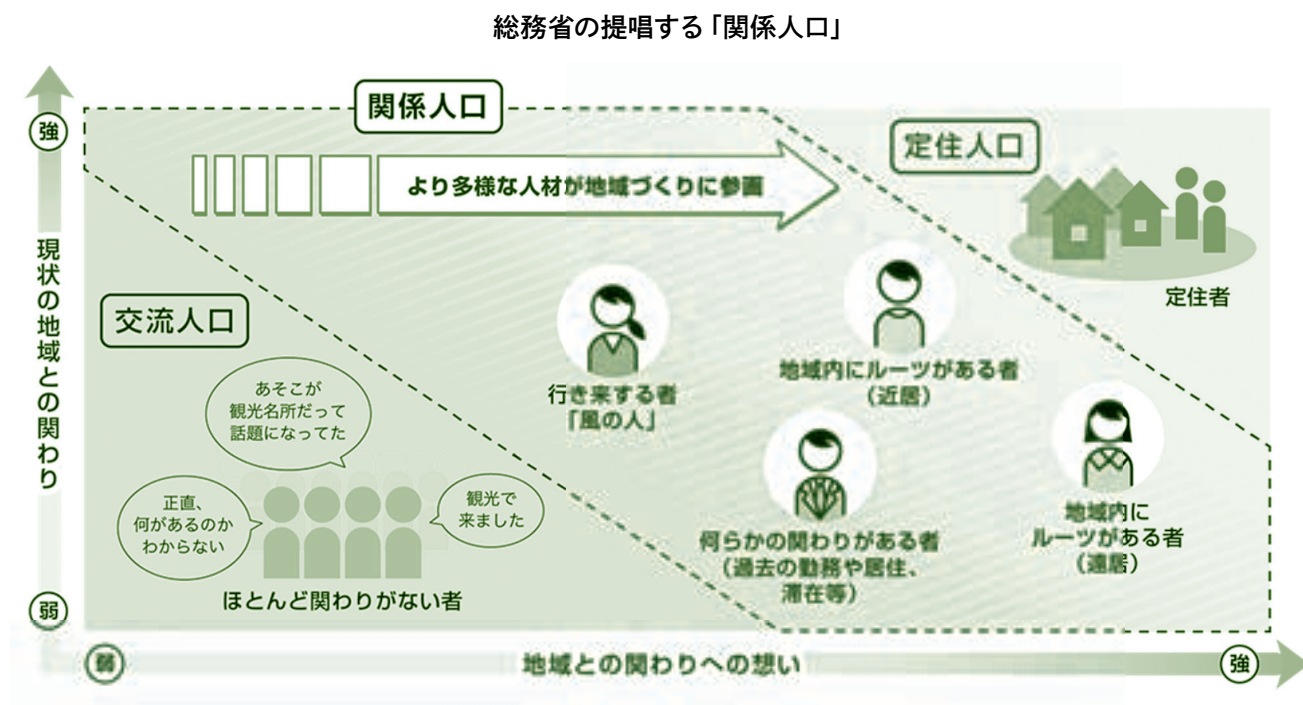 総務省の提唱する「関係人口」
強
関係人口
定住人口
より多様な人材が地域づくりに参画
定住者
現状の地域との関わり
交流人口
行き来する者
「風の人」
地域内にルーツがある者
（近居）
あそこが
観光名所だって
話題になってた
正直、
何があるのか
わからない
観光で
来ました
ほとんど関わりがない者
何らかの関わりがある者
（過去の勤務や居住、
滞在等）
地域内に
ルーツがある者
（遠居）
弱
弱
地域との関わりへの想い
強